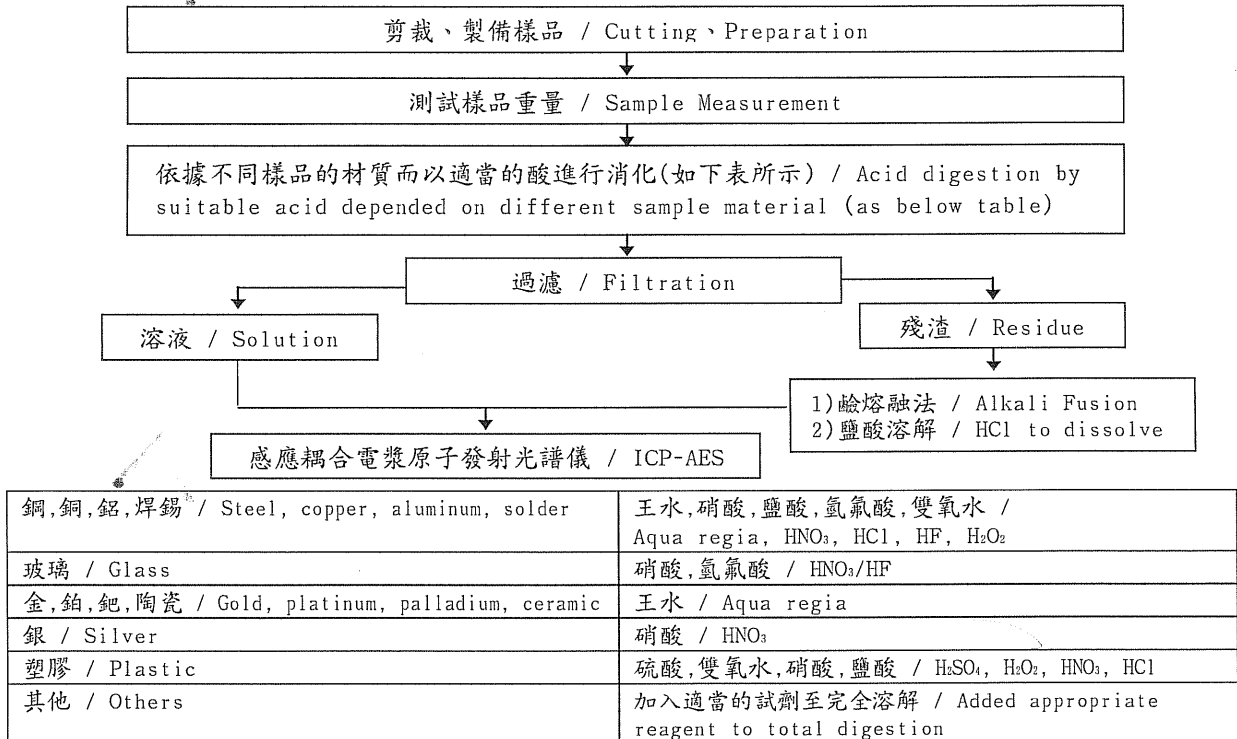 剪裁、製備樣品 / Cutting、Preparation
測試樣品重量 / Sample Measurement
依據不同樣品的材質而以適當的酸進行消化(如下表所示) / Acid digestion by
suitable acid depended on different sample material (as below table)
過濾 / Filtration
溶液 / Solution
殘渣 / Residue
1)鹼熔融法 / Alkali Fusion
2)鹽酸溶解 / HCl to dissolve
感應耦合電漿原子發射光譜儀 / ICP-AES
鋼,銅,鋁,焊錫 / Steel, copper, aluminum, solder
王水,硝酸,鹽酸,氫氟酸,雙氧水 /
Aqua regia, HNO₃, HCl, HF, H₂O₂
玻璃 / Glass
硝酸,氫氟酸 / HNO₃/HF
金,鉑,鈀,陶瓷 / Gold, platinum, palladium, ceramic
王水 / Aqua regia
銀 / Silver
硝酸 / HNO₃
塑膠 / Plastic
硫酸,雙氧水,硝酸,鹽酸 / H₂SO₄, H₂O₂, HNO₃, HCl
其他 / Others
加入適當的試劑至完全溶解 / Added appropriate
reagent to total digestion